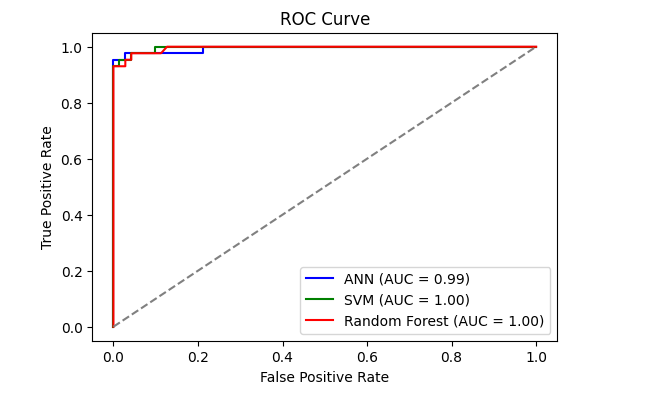 ROC Curve
1.0
0.8
0.6
0.4
0.2
0.0
True Positive Rate
ANN (AUC = 0.99)
SVM (AUC = 1.00)
Random Forest (AUC = 1.00)
0.0 0.2 0.4 0.6 0.8 1.0
False Positive Rate